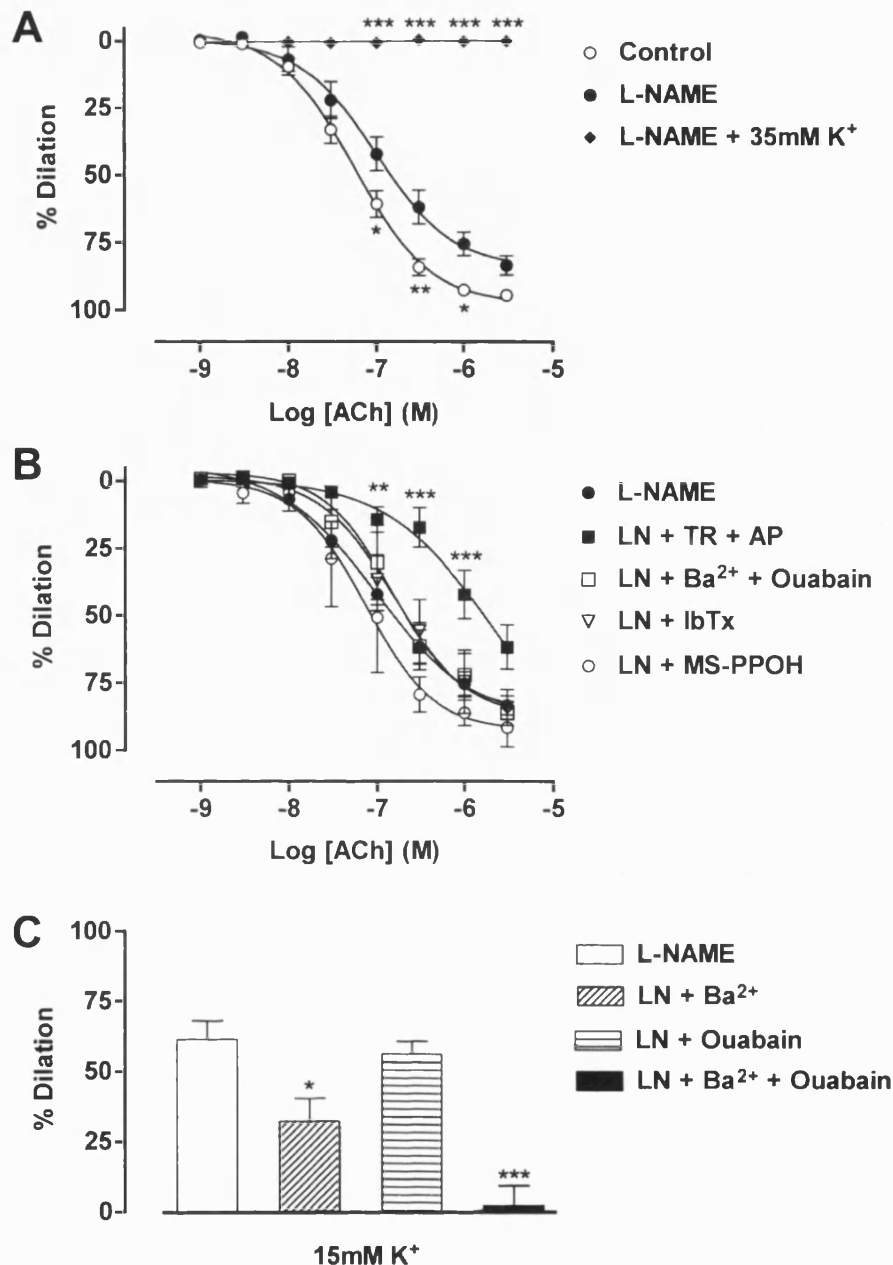 A
*** *** *** ***
0
25
50
75
100
% Dilation
* ** *
Control
L-NAME
L-NAME + 35mM K⁺
-9 -8 -7 -6 -5
Log [ACh] (M)
B
** *** ***
0
25
50
75
100
% Dilation
L-NAME
LN + TR + AP
LN + Ba²⁺ + Ouabain
LN + IbTx
LN + MS-PPOH
-9 -8 -7 -6 -5
Log [ACh] (M)
C
100
75
50
25
0
% Dilation
* ***
L-NAME
LN + Ba²⁺
LN + Ouabain
LN + Ba²⁺ + Ouabain
15mM K⁺